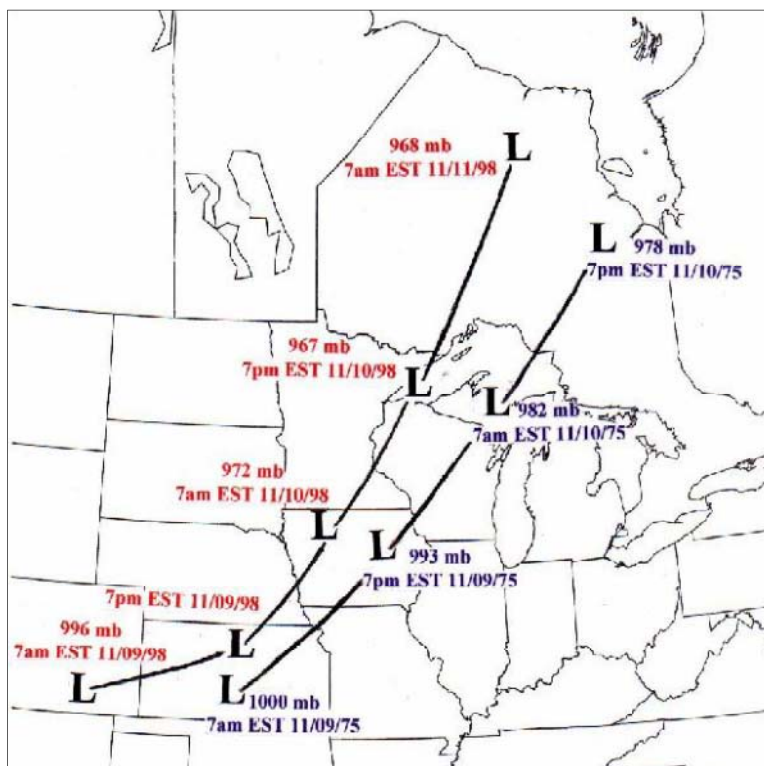 968 mb
7am EST 11/11/98
L
L
978 mb
7pm EST 11/10/75
967 mb
7pm EST 11/10/98
L
L
982 mb
7am EST 11/10/75
972 mb
7am EST 11/10/98
L
L
993 mb
7pm EST 11/09/75
7pm EST 11/09/98
996 mb
7am EST 11/09/98
L
L
L
1000 mb
7am EST 11/09/75